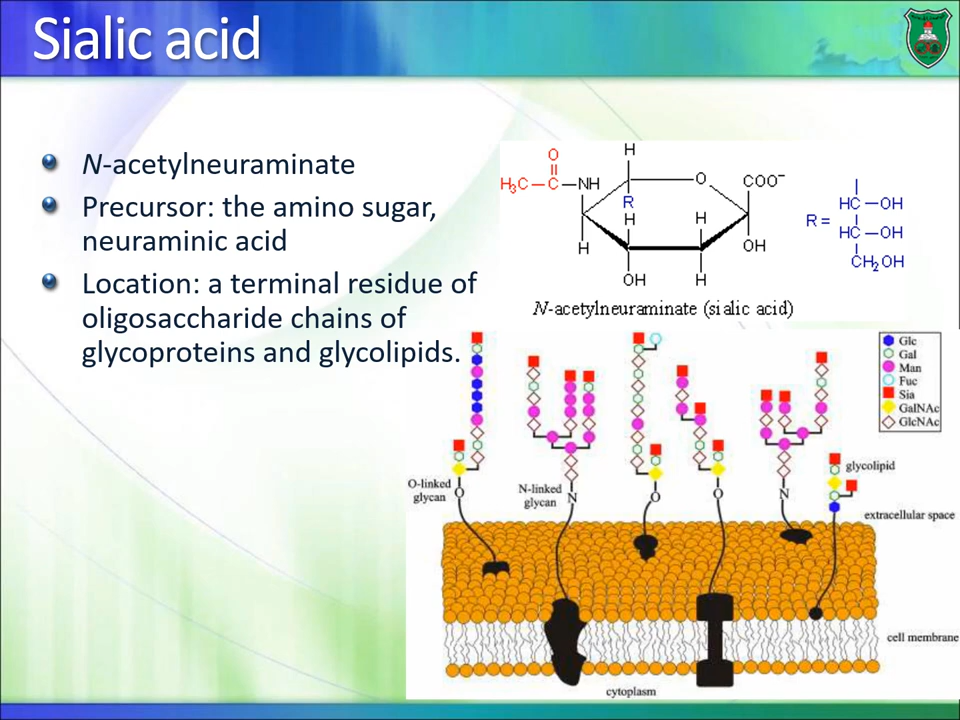 Sialic acid
N-acetylneuraminate
Precursor: the amino sugar,
neuraminic acid
Location: a terminal residue of
oligosaccharide chains of
glycoproteins and glycolipids.
H
O
O
COO⁻
H₃C—C—NH
R
H
H
H
OH
OH
H
R =
HC—OH
HC—OH
CH₂OH
N-acetylneuraminate (sialic acid)
Glc
Gal
Man
Fuc
Sia
GalNAc
GlcNAc
O-linked
glycan
O
N-linked
glycan
N
O
O
N
glycolipid
extracellular space
cell membrane
cytoplasm